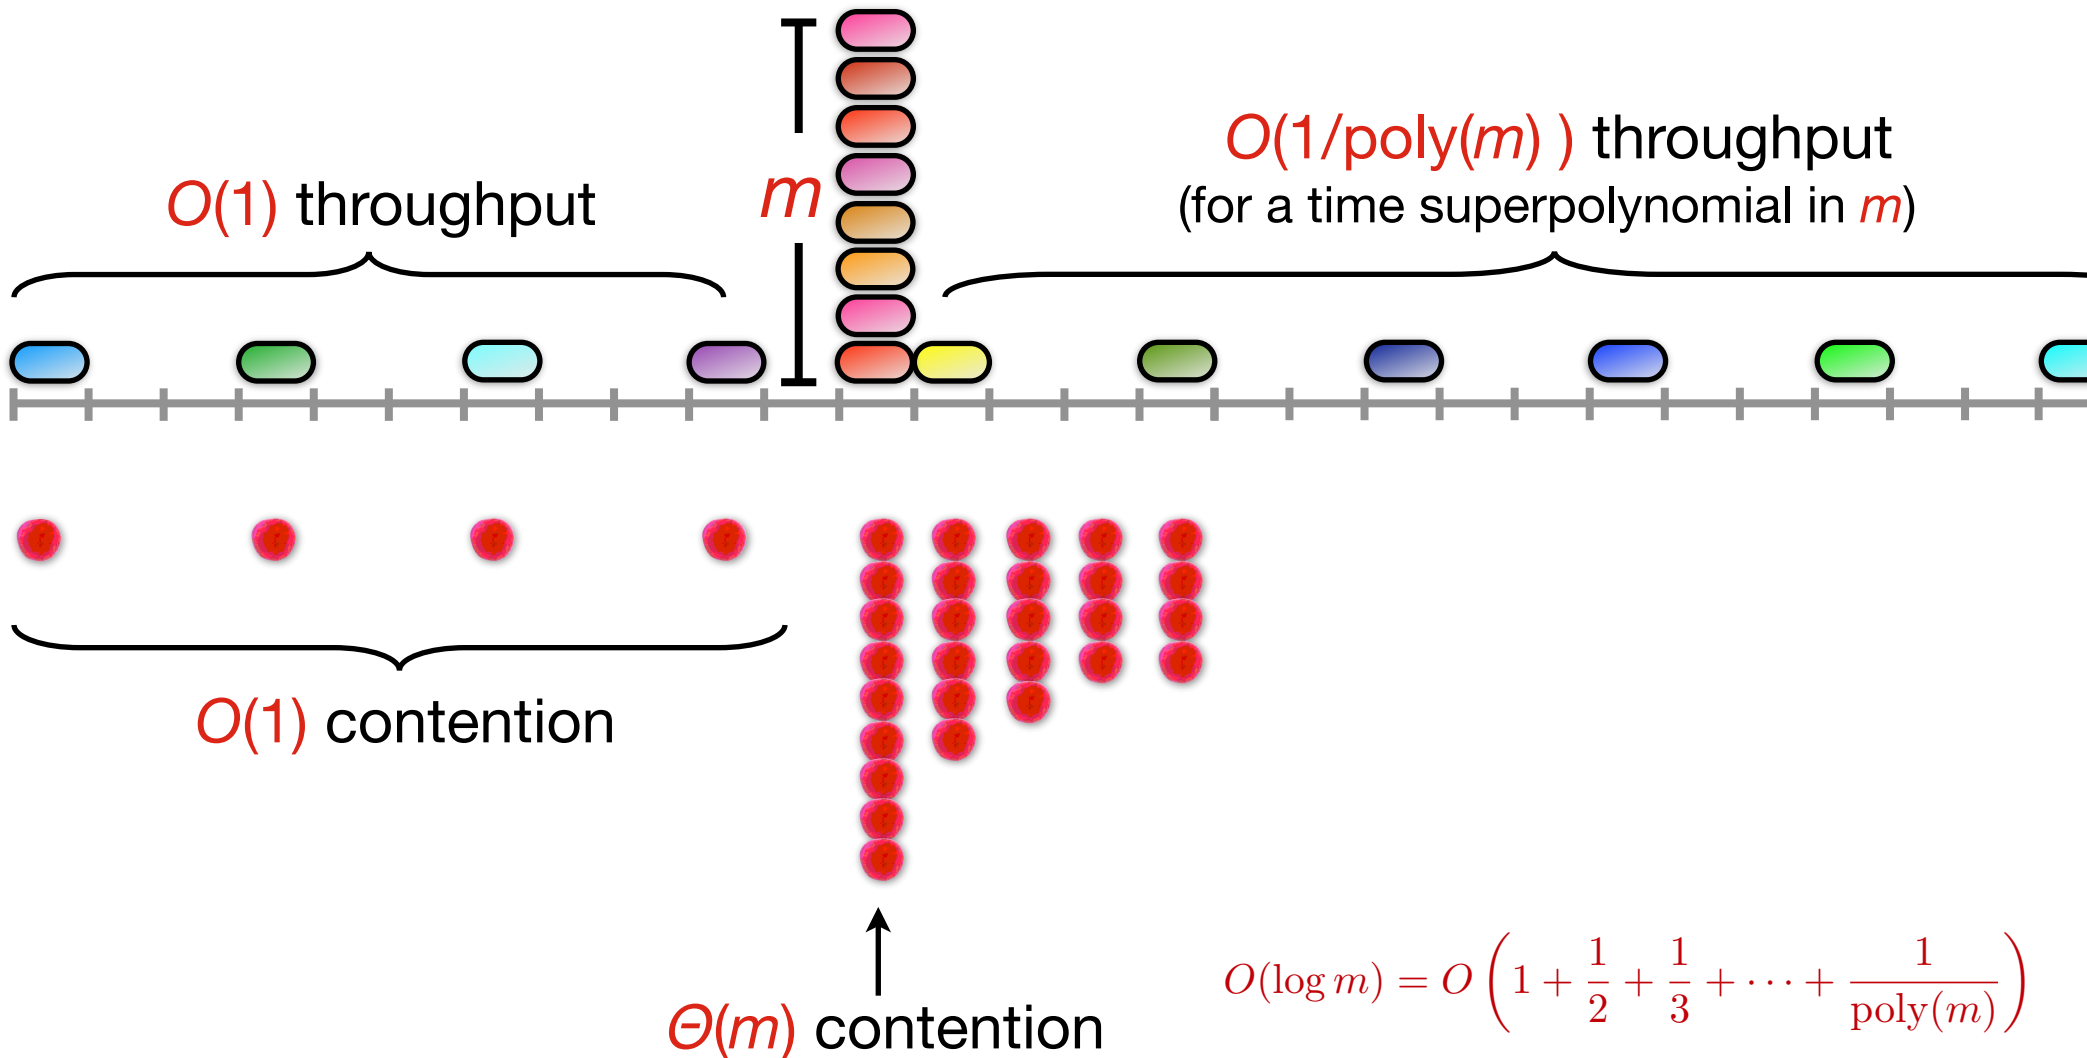 O(1/poly(m) ) throughput
(for a time superpolynomial in m)
O(1) throughput
m
O(1) contention
Θ(m) contention
O(log m) = O(1 + 1/2 + 1/3 + ··· + 1/poly(m))